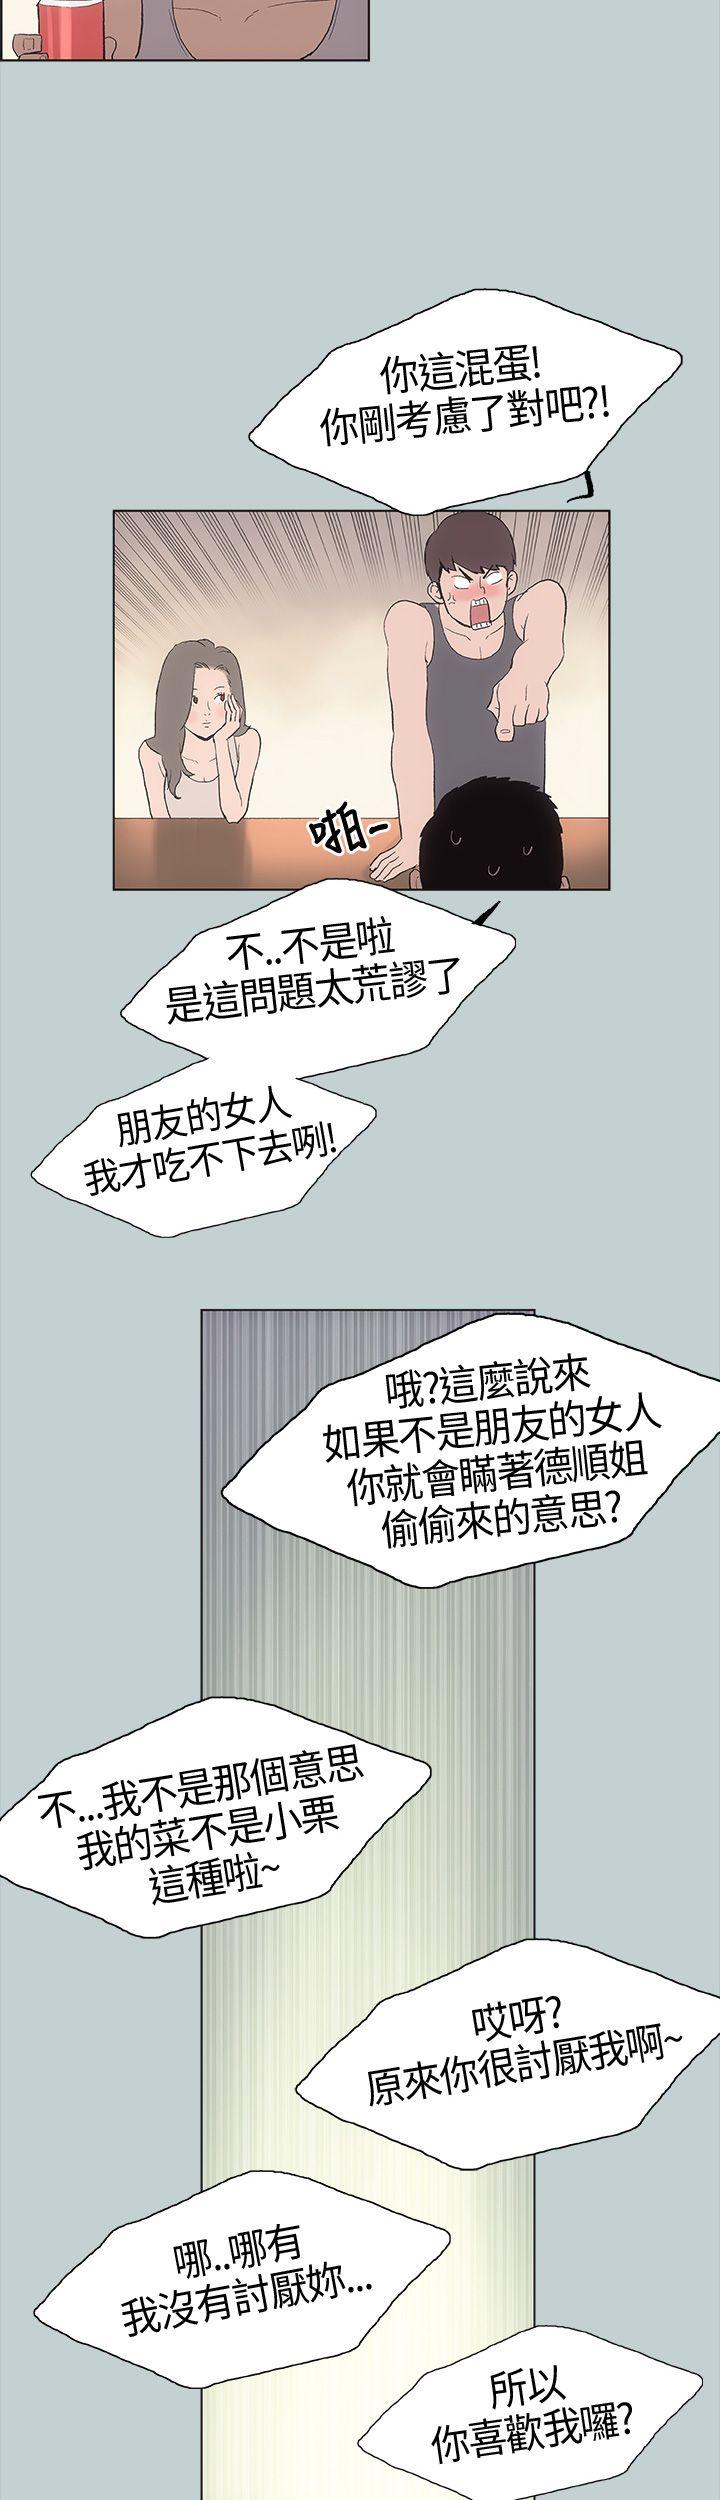 你這混蛋!
你剛考慮了對吧?!
啪-
不..不是啦
是這問題太荒謬了
朋友的女人
我才吃不下去咧!
哦?這麼說來
如果不是朋友的女人
你就會瞞著德順姐
偷偷來的意思?
不...我不是那個意思
我的菜不是小栗
這種啦~
哎呀?
原來你很討厭我啊~
哪..哪有
我沒有討厭妳...
所以
你喜歡我囉?